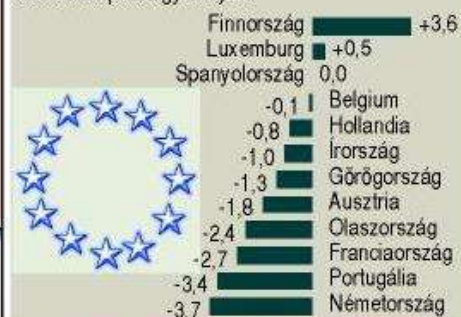 Finnország +3,6
Luxemburg +0,5
Spanyolország 0,0
-0,1 Belgium
-0,8 Hollandia
-1,0 Írország
-1,3 Görögország
-1,8 Ausztria
-2,4 Olaszország
-2,7 Franciaország
-3,4 Portugália
-3,7 Németország